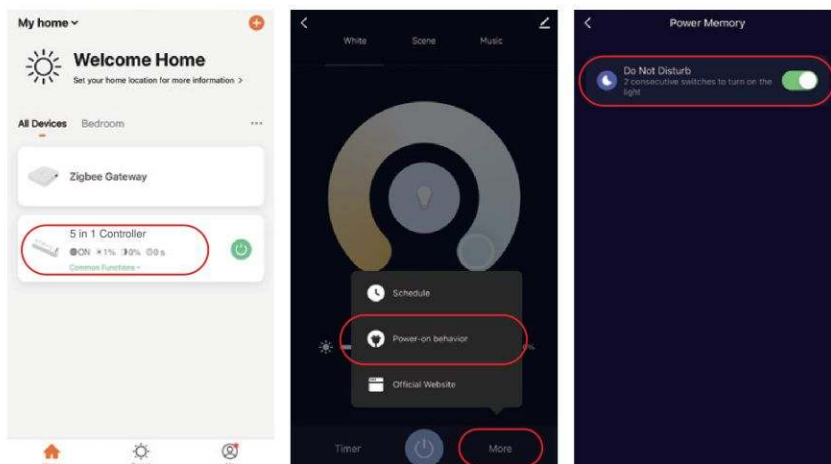 My home
Welcome Home
Set your home location for more information >
All Devices Bedroom
Zigbee Gateway
5 in 1 Controller
ON 1% 0% 0 s
Common Functions
White Scene Music
Schedule
Power-on behavior
Official Website
Timer More
Power Memory
Do Not Disturb
2 consecutive switches to turn on the
light